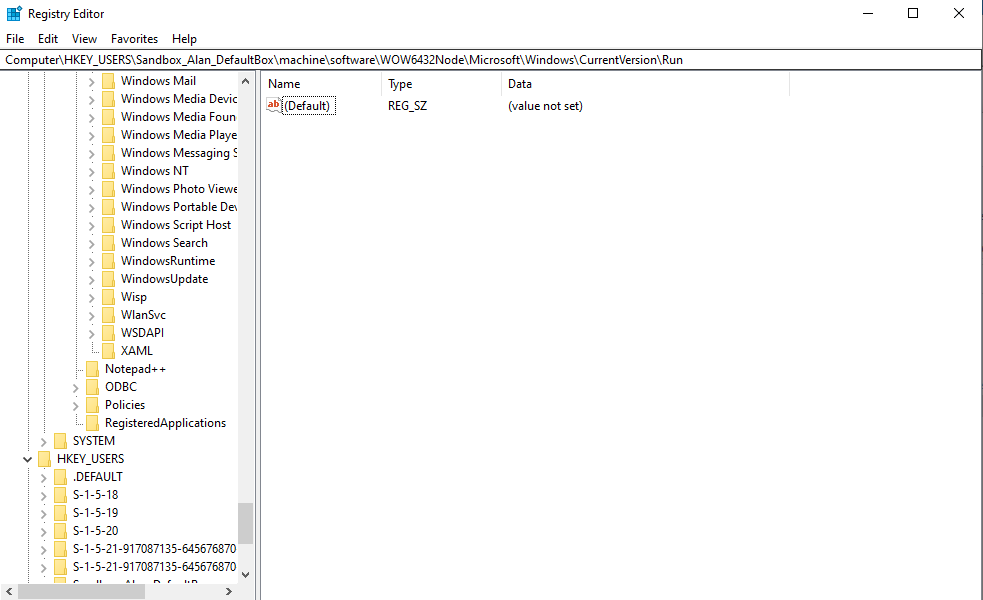 Registry Editor
File Edit View Favorites Help
Computer\HKEY_USERS\Sandbox_Alan_DefaultBox\machine\software\WOW6432Node\Microsoft\Windows\CurrentVersion\Run
Windows Mail
Windows Media Devic
Windows Media Foun
Windows Media Playe
Windows Messaging S
Windows NT
Windows Photo Viewe
Windows Portable Dev
Windows Script Host
Windows Search
WindowsRuntime
WindowsUpdate
Wisp
WlanSvc
WSDAPI
XAML
Notepad++
ODBC
Policies
RegisteredApplications
SYSTEM
HKEY_USERS
.DEFAULT
S-1-5-18
S-1-5-19
S-1-5-20
S-1-5-21-917087135-645676870
S-1-5-21-917087135-645676870
Name Type Data
ab (Default) REG_SZ (value not set)